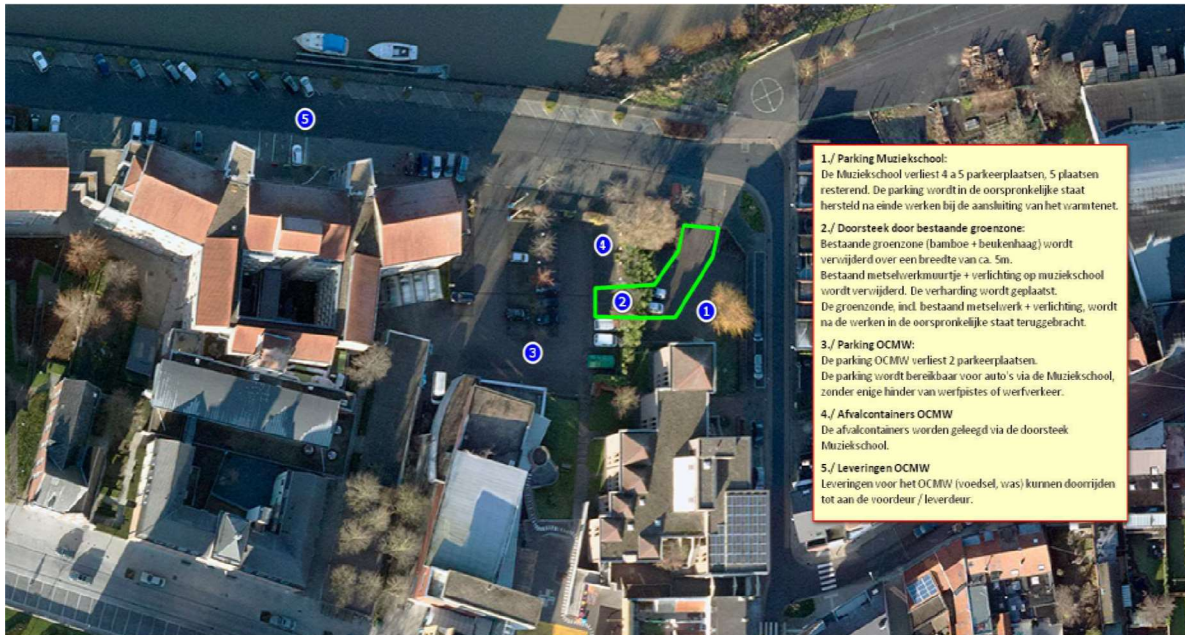 5
4
2
1
3
1./ Parking Muziekschool:
De Muziekschool verliest 4 a 5 parkeerplaatsen, 5 plaatsen
resterend. De parking wordt in de oorspronkelijke staat
hersteld na einde werken bij de aansluiting van het warmtenet.
2./ Doorsteek door bestaande groenzone:
Bestaande groenzone (bamboe + beukenhaag) wordt
verwijderd over een breedte van ca. 5m.
Bestaand metselwerkmuurtje + verlichting op muziekschool
wordt verwijderd. De verharding wordt geplaatst.
De groenzonde, incl. bestaand metselwerk + verlichting, wordt
na de werken in de oorspronkelijke staat teruggebracht.
3./ Parking OCMW:
De parking OCMW verliest 2 parkeerplaatsen.
De parking wordt bereikbaar voor auto's via de Muziekschool,
zonder enige hinder van werfpistes of werfverkeer.
4./ Afvalcontainers OCMW
De afvalcontainers worden geleegd via de doorsteek
Muziekschool.
5./ Leveringen OCMW
Leveringen voor het OCMW (voedsel, was) kunnen doorrijden
tot aan de voordeur / leverdeur.